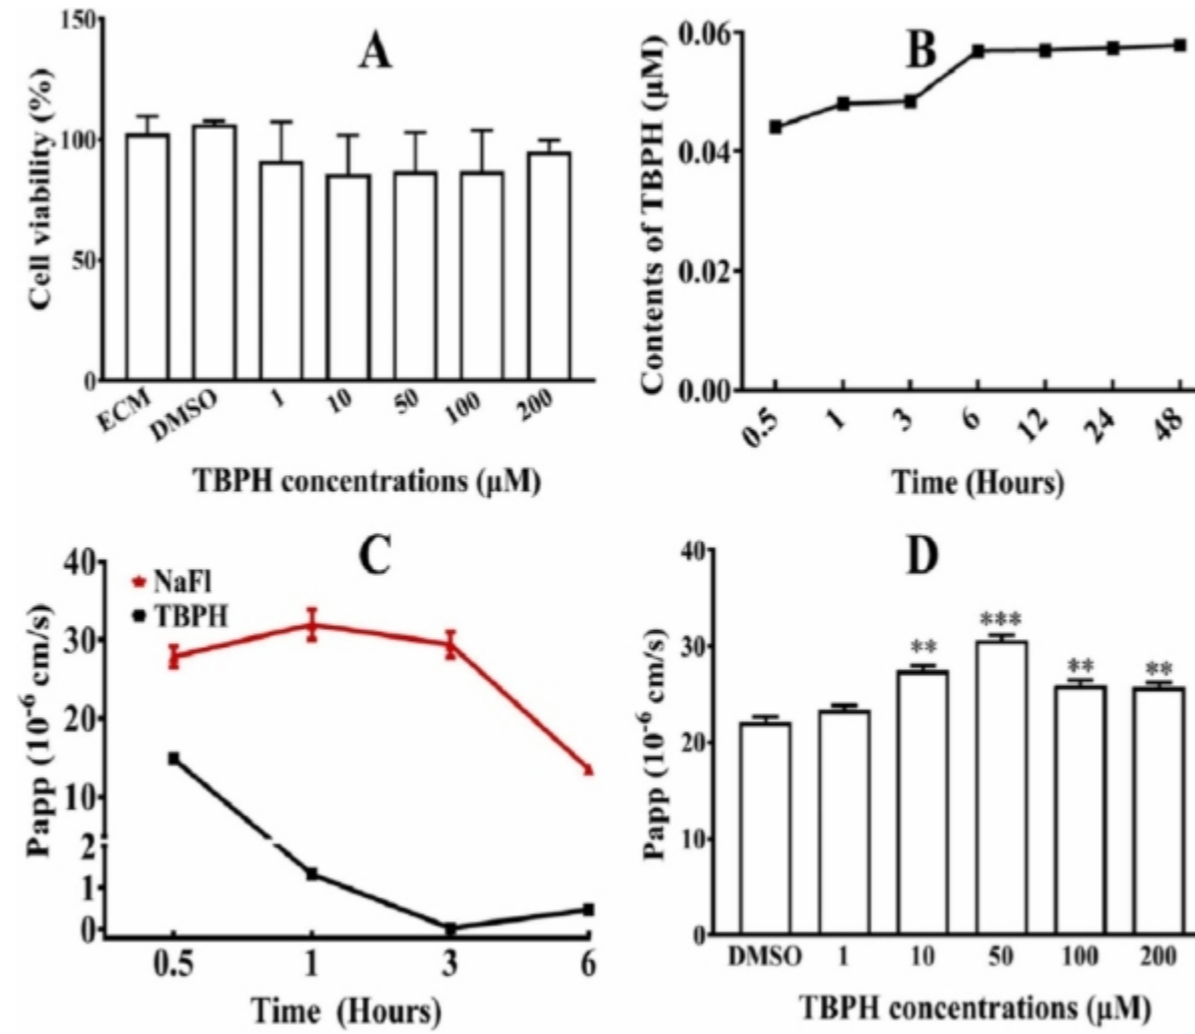 A
Cell viability (%)
150
100
50
0
ECM DMSO 1 10 50 100 200
TBPH concentrations (μM)
B
Contents of TBPH (μM)
0.06
0.04
0.02
0.00
0.5 1 3 6 12 24 48
Time (Hours)
C
NaFl
TBPH
Papp (10⁻⁶ cm/s)
40
30
20
10
2
1
0
0.5 1 3 6
Time (Hours)
D
Papp (10⁻⁶ cm/s)
40
30
20
10
0
** *** ** **
DMSO 1 10 50 100 200
TBPH concentrations (μM)